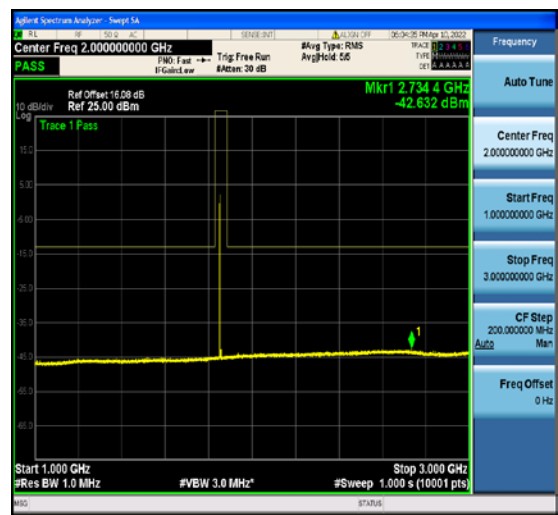 Agilent Spectrum Analyzer - Swept SA
RL RF 50 Ω AC SENSE:INT ALIGN OFF 06:04:35 PM Apr 10, 2022
Center Freq 2.000000000 GHz #Avg Type: RMS TRACE 1 2 3 4 5 6 Frequency
PASS PNO: Fast Trig: Free Run Avg|Hold: 5/5 TYPE
IFGain:Low #Atten: 30 dB DET A A A A A A
Auto Tune
Mkr1 2.734 4 GHz
Ref Offset 16.08 dB
10 dB/div Ref 25.00 dBm -42.632 dBm
Log
Trace 1 Pass
15.0
5.00
-5.00
-15.0
-25.0
-35.0
-45.0
-55.0
-65.0
1
Center Freq
2.000000000 GHz
Start Freq
1.000000000 GHz
Stop Freq
3.000000000 GHz
CF Step
200.000000 MHz
Auto Man
Freq Offset
0 Hz
Start 1.000 GHz Stop 3.000 GHz
#Res BW 1.0 MHz #VBW 3.0 MHz* #Sweep 1.000 s (10001 pts)
MSG STATUS